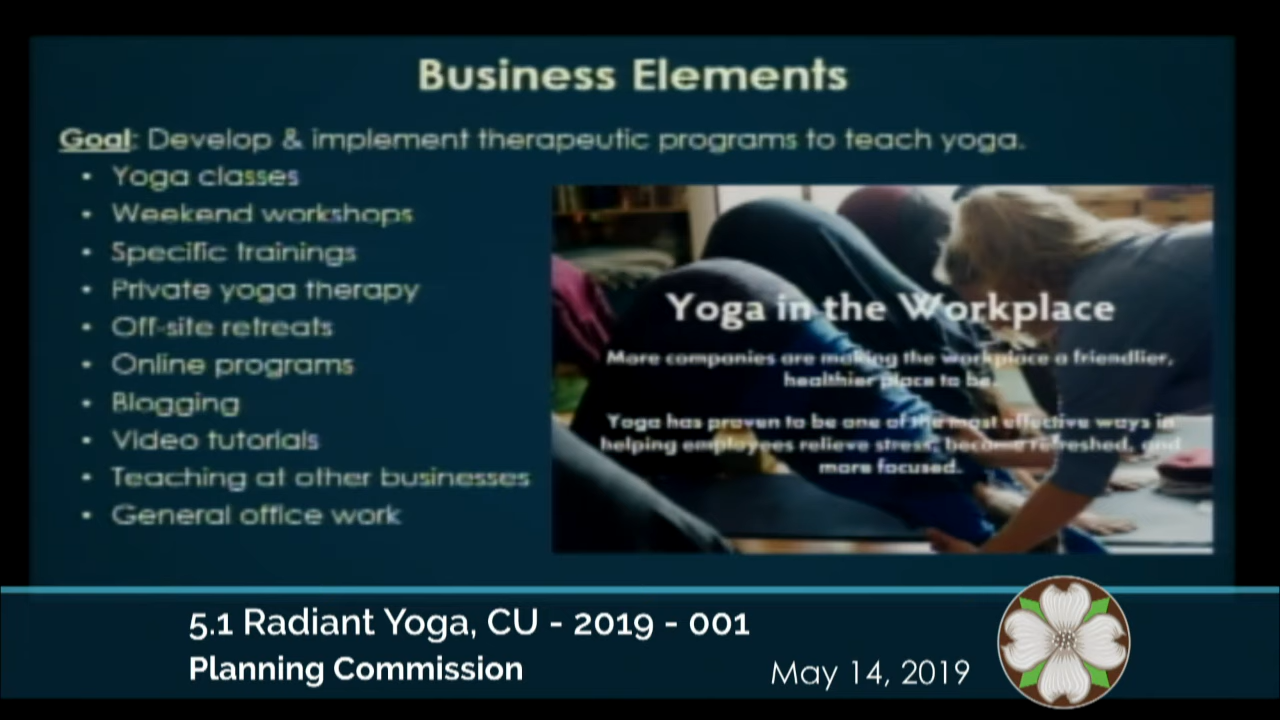 Business Elements
Goal: Develop & implement therapeutic programs to teach yoga.
• Yoga classes
• Weekend workshops
• Specific trainings
• Private yoga therapy
• Off-site retreats
• Online programs
• Blogging
• Video tutorials
• Teaching at other businesses
• General office work
Yoga in the Workplace
More companies are making the workplace a friendlier,
healthier place to be.
Yoga has proven to be one of the most effective ways in
helping employees relieve stress, become refreshed, and
more focused.
5.1 Radiant Yoga, CU - 2019 - 001
Planning Commission
May 14, 2019